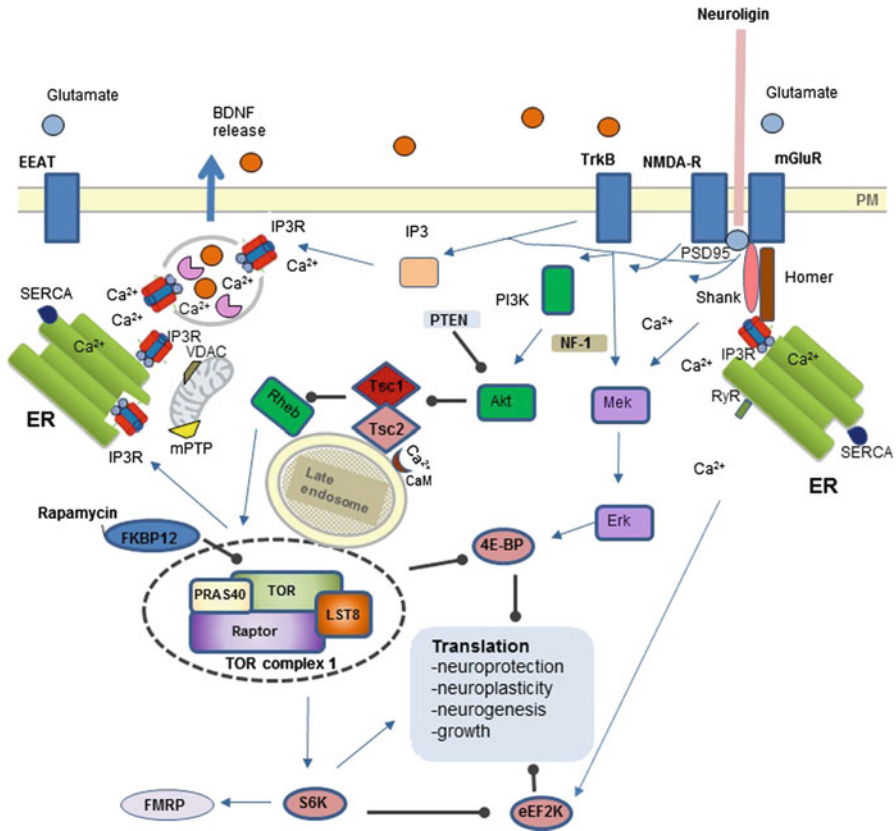 Neuroligin
Glutamate
BDNF
release
Glutamate
EEAT
TrkB
NMDA-R
mGluR
PM
IP3R
IP3
Ca²⁺
PSD95
Homer
Shank
SERCA
Ca²⁺
Ca²⁺
Ca²⁺
Ca²⁺
PI3K
PTEN
NF-1
Ca²⁺
Ca²⁺
IP3R
Ca²⁺
Ca²⁺
IP3R
VDAC
RyR
ER
mPTP
IP3R
Rheb
Tsc1
Tsc2
Akt
Mek
SERCA
ER
Ca²⁺
CaM
Ca²⁺
Late
endosome
Rapamycin
FKBP12
Erk
4E-BP
PRAS40
TOR
LST8
Raptor
TOR complex 1
Translation
-neuroprotection
-neuroplasticity
-neurogenesis
-growth
FMRP
S6K
eEF2K